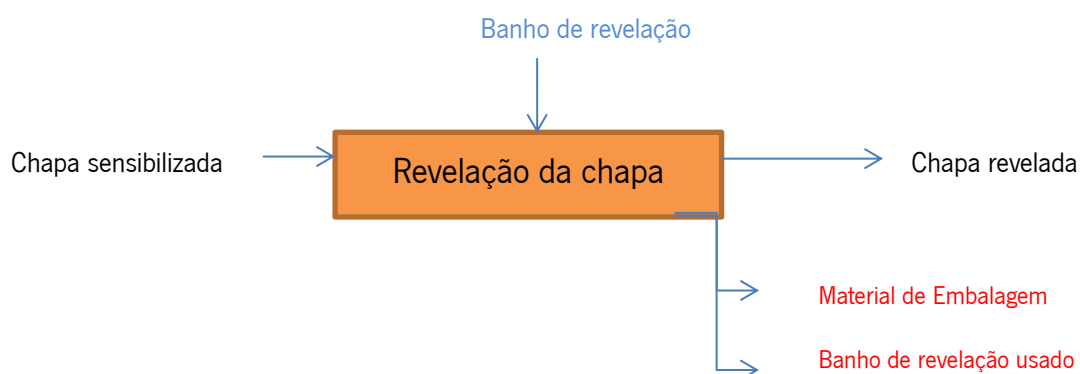 Banho de revelação
Chapa sensibilizada
Revelação da chapa
Chapa revelada
Material de Embalagem
Banho de revelação usado